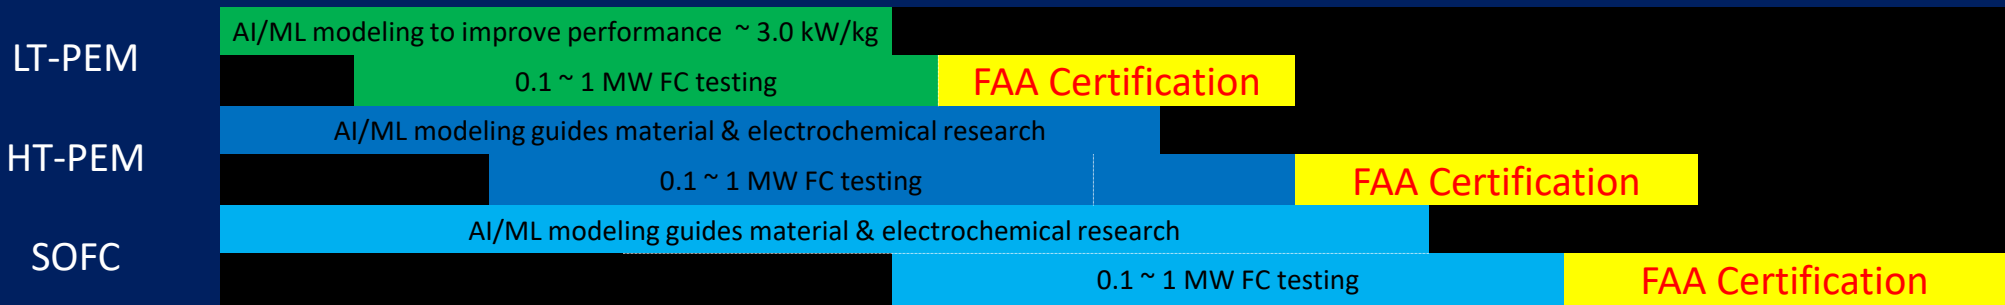 LT-PEM
AI/ML modeling to improve performance ~ 3.0 kW/kg
0.1 ~ 1 MW FC testing
FAA Certification
HT-PEM
AI/ML modeling guides material & electrochemical research
0.1 ~ 1 MW FC testing
FAA Certification
SOFC
AI/ML modeling guides material & electrochemical research
0.1 ~ 1 MW FC testing
FAA Certification